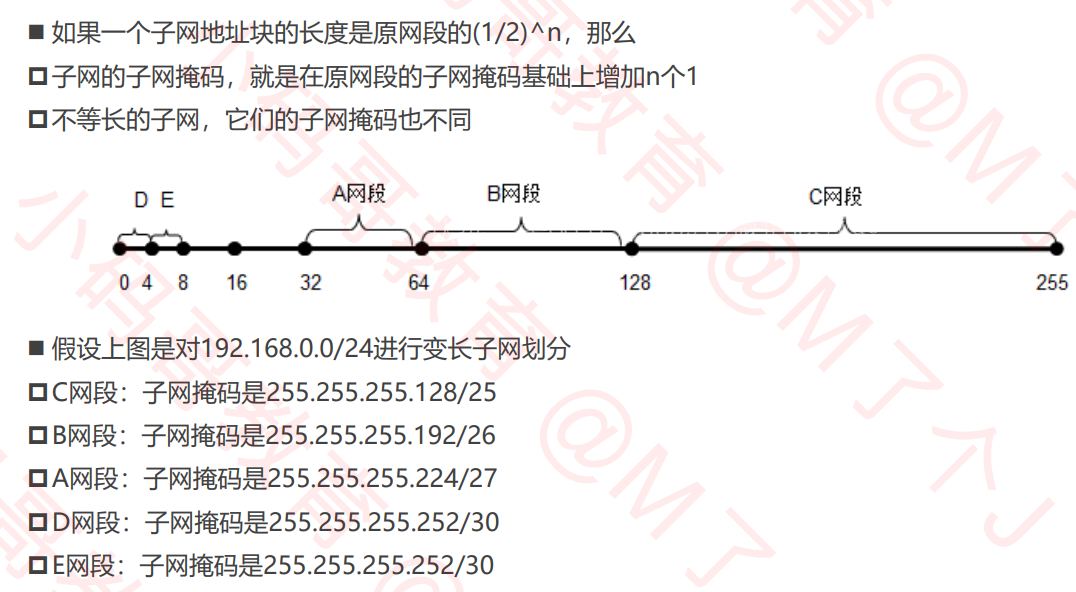 ■ 如果一个子网地址块的长度是原网段的(1/2)^n，那么
◘ 子网的子网掩码，就是在原网段的子网掩码基础上增加n个1
◘ 不等长的子网，它们的子网掩码也不同
D E A网段 B网段 C网段
0 4 8 16 32 64 128 255
■ 假设上图是对192.168.0.0/24进行变长子网划分
◘ C网段：子网掩码是255.255.255.128/25
◘ B网段：子网掩码是255.255.255.192/26
◘ A网段：子网掩码是255.255.255.224/27
◘ D网段：子网掩码是255.255.255.252/30
◘ E网段：子网掩码是255.255.255.252/30
小码哥教育 @M了个J